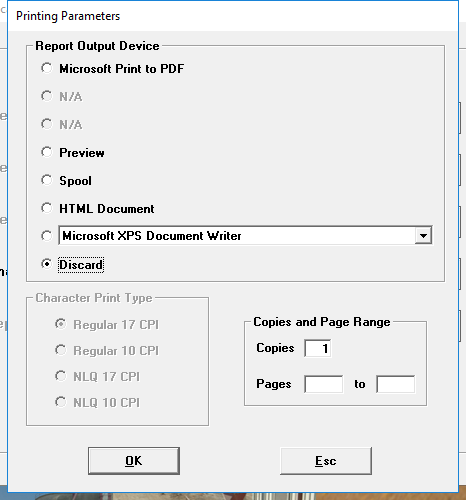 Printing Parameters
Report Output Device
Microsoft Print to PDF
N/A
N/A
Preview
Spool
HTML Document
Microsoft XPS Document Writer
Discard
Character Print Type
Regular 17 CPI
Regular 10 CPI
NLQ 17 CPI
NLQ 10 CPI
Copies and Page Range
Copies 1
Pages to
OK
Esc